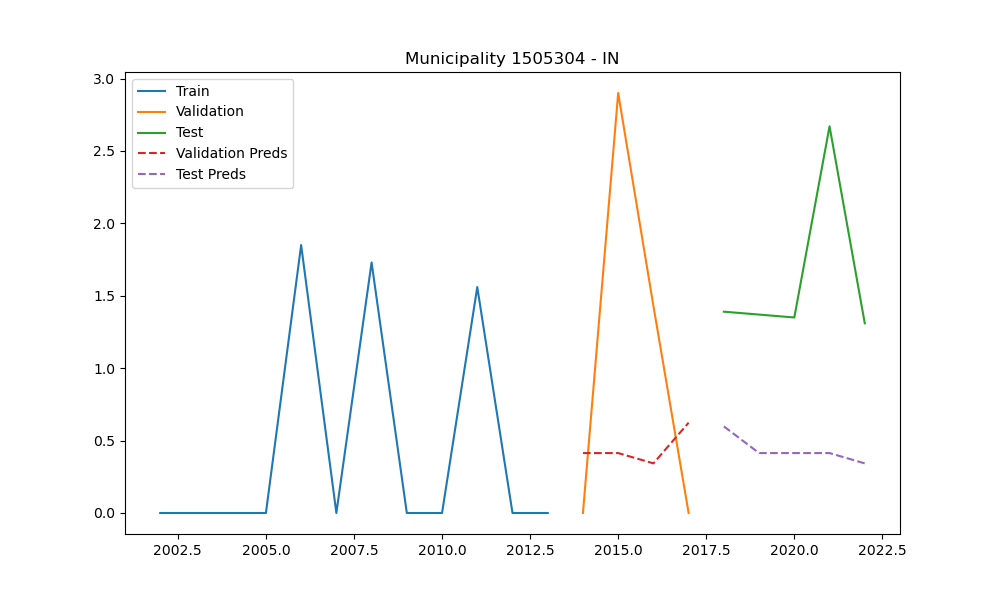 Municipality 1505304 - IN
Train
Validation
Test
Validation Preds
Test Preds
3.0
2.5
2.0
1.5
1.0
0.5
0.0
2002.5 2005.0 2007.5 2010.0 2012.5 2015.0 2017.5 2020.0 2022.5